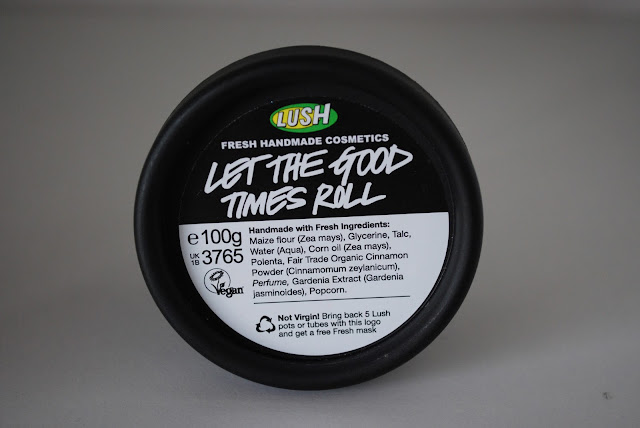 LUSH
FRESH HANDMADE COSMETICS
LET THE GOOD
TIMES ROLL
e 100g
UK 1B 3765
Vegan
Handmade with Fresh Ingredients:
Maize flour (Zea mays), Glycerine, Talc,
Water (Aqua), Corn oil (Zea mays),
Polenta, Fair Trade Organic Cinnamon
Powder (Cinnamomum zeylanicum),
Perfume, Gardenia Extract (Gardenia
jasminoides), Popcorn.
Not Virgin! Bring back 5 Lush
pots or tubes with this logo
and get a free Fresh mask